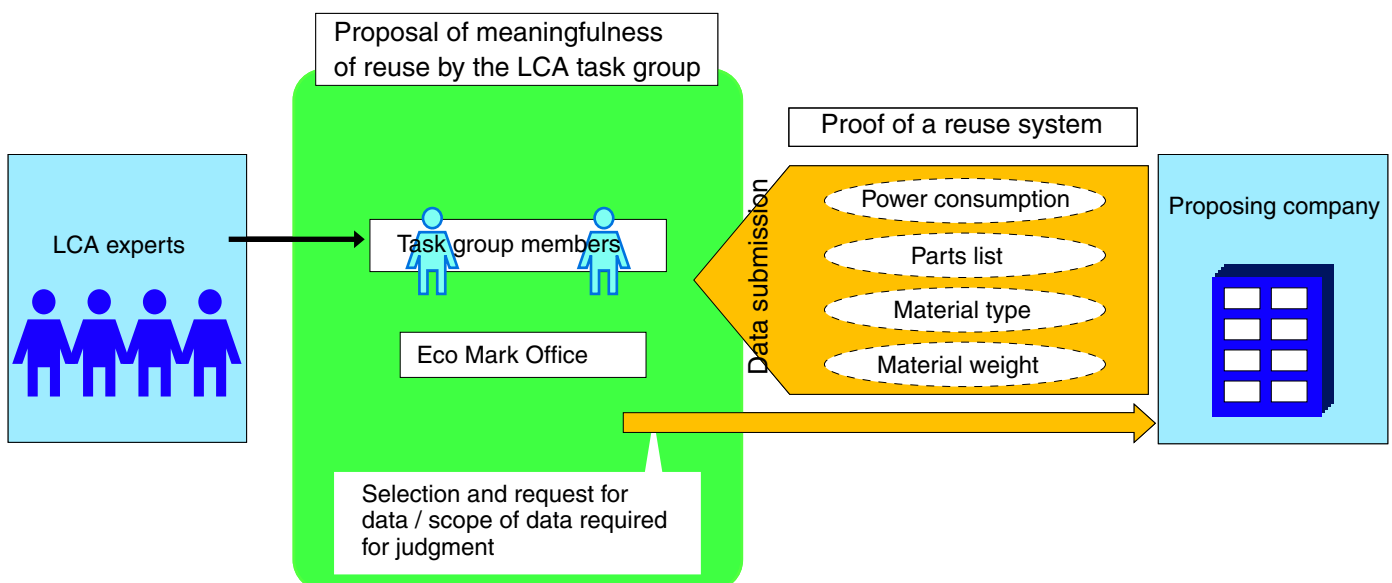 Proposal of meaningfulness
of reuse by the LCA task group
LCA experts
Task group members
Eco Mark Office
Selection and request for
data / scope of data required
for judgment
Data submission
Proof of a reuse system
Power consumption
Parts list
Material type
Material weight
Proposing company